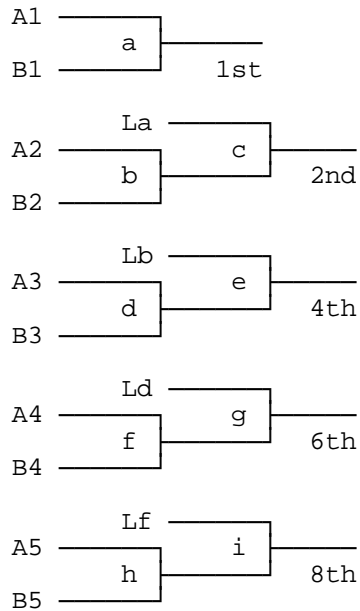 A1
a
B1 1st
La
A2 c
b 2nd
B2
Lb
A3 e
d 4th
B3
Ld
A4 g
f 6th
B4
Lf
A5 i
h 8th
B5